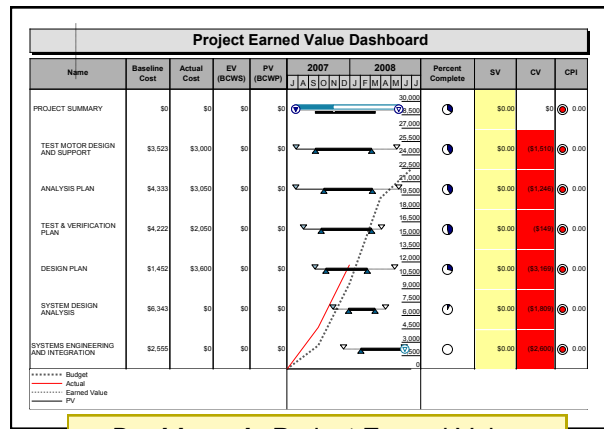 Project Earned Value Dashboard
Name Baseline Cost Actual Cost EV (BCWS) PV (BCWP) 2007 2008 Percent Complete SV CV CPI
J A S O N D J F M A M J J
30,000
PROJECT SUMMARY $0 $0 $0 $0 28,500 $0.00 $0 0.00
27,000
25,500
TEST MOTOR DESIGN AND SUPPORT $3,523 $3,000 $0 $0 24,000 $0.00 0.00
22,500
21,000
ANALYSIS PLAN $4,333 $3,050 $0 $0 19,500 $0.00 0.00
18,000
16,500
TEST & VERIFICATION PLAN $4,222 $2,050 $0 $0 15,000 $0.00 ($149) 0.00
13,500
12,000
DESIGN PLAN $1,452 $3,600 $0 $0 10,500 $0.00 0.00
9,000
7,500
SYSTEM DESIGN ANALYSIS $6,343 $0 $0 $0 6,000 $0.00 0.00
4,500
3,000
SYSTEMS ENGINEERING AND INTEGRATION $2,555 $0 $0 $0 $0.00 0.00
0
Budget
Actual
Earned Value
PV